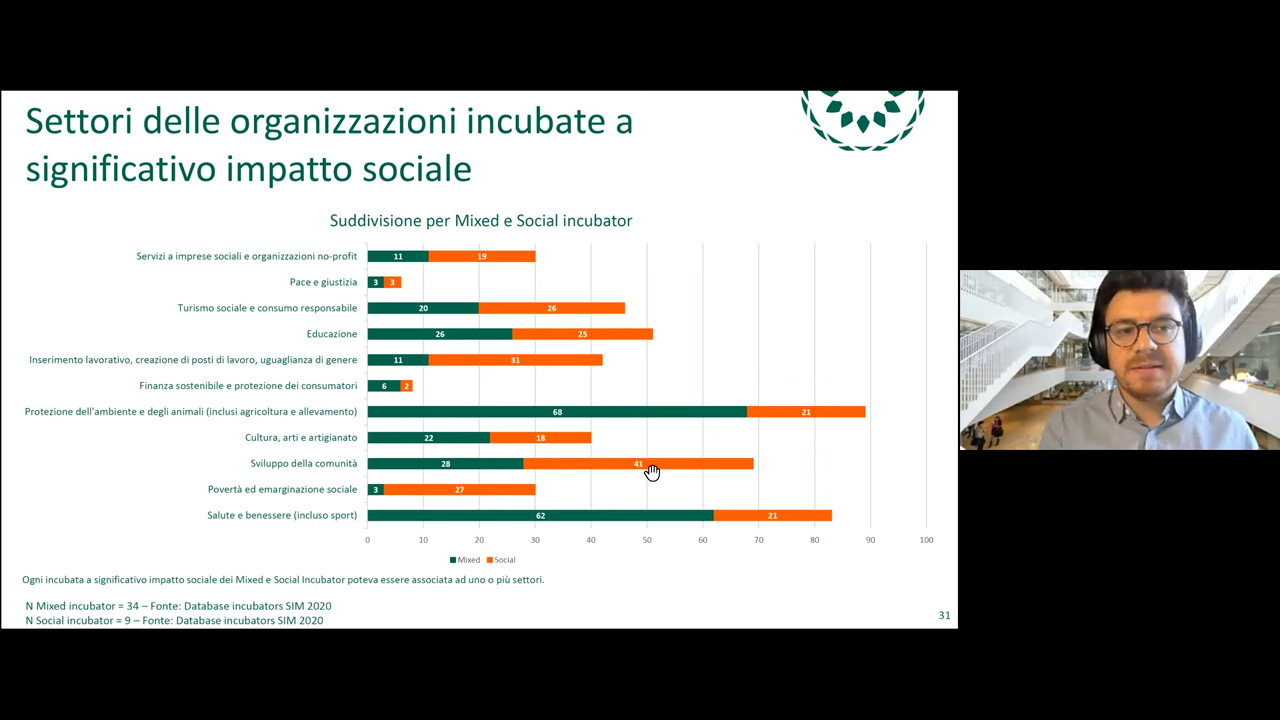 Settori delle organizzazioni incubate a
significativo impatto sociale
Suddivisione per Mixed e Social incubator
Servizi a imprese sociali e organizzazioni no-profit 11 19
Pace e giustizia 3 3
Turismo sociale e consumo responsabile 20 26
Educazione 26 25
Inserimento lavorativo, creazione di posti di lavoro, uguaglianza di genere 11 31
Finanza sostenibile e protezione dei consumatori 6 2
Protezione dell'ambiente e degli animali (inclusi agricoltura e allevamento) 68 21
Cultura, arti e artigianato 22 18
Sviluppo della comunità 28 41
Povertà ed emarginazione sociale 3 27
Salute e benessere (incluso sport) 62 21
0 10 20 30 40 50 60 70 80 90 100
Mixed Social
Ogni incubata a significativo impatto sociale dei Mixed e Social Incubator poteva essere associata ad uno o più settori.
N Mixed incubator = 34 – Fonte: Database incubators SIM 2020
N Social incubator = 9 – Fonte: Database incubators SIM 2020
31